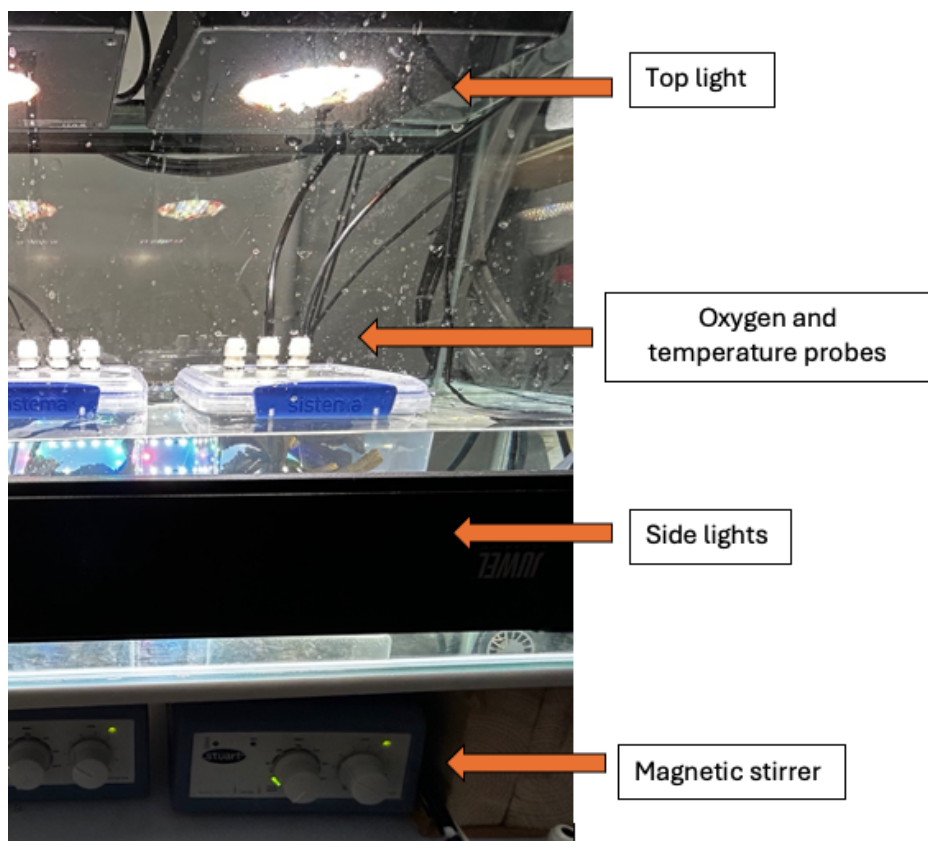 Top light
Oxygen and
temperature probes
sistema
sistema
Side lights
JUWEL
stuart
Magnetic stirrer